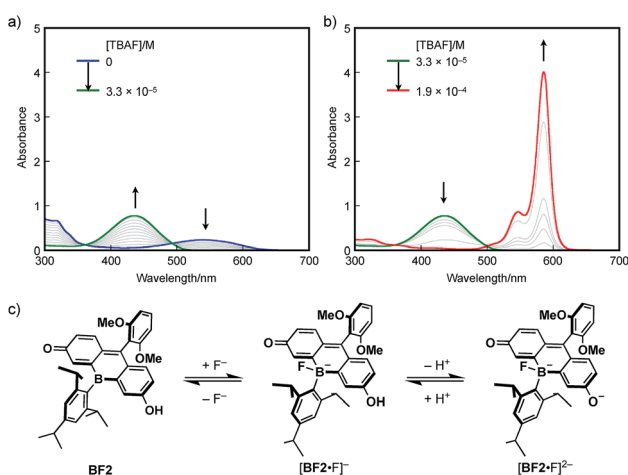 a)
[TBAF]/M
0
3.3 × 10⁻⁵
Absorbance
5
4
3
2
1
0
300
400
500
600
700
Wavelength/nm
b)
[TBAF]/M
3.3 × 10⁻⁵
1.9 × 10⁻⁴
Absorbance
5
4
3
2
1
0
300
400
500
600
700
Wavelength/nm
c)
MeO
O
OMe
B
OH
BF2
+ F⁻
− F⁻
MeO
O
OMe
F
B⁻
OH
[BF2•F]⁻
− H⁺
+ H⁺
MeO
O
OMe
F
B⁻
O⁻
[BF2•F]²⁻